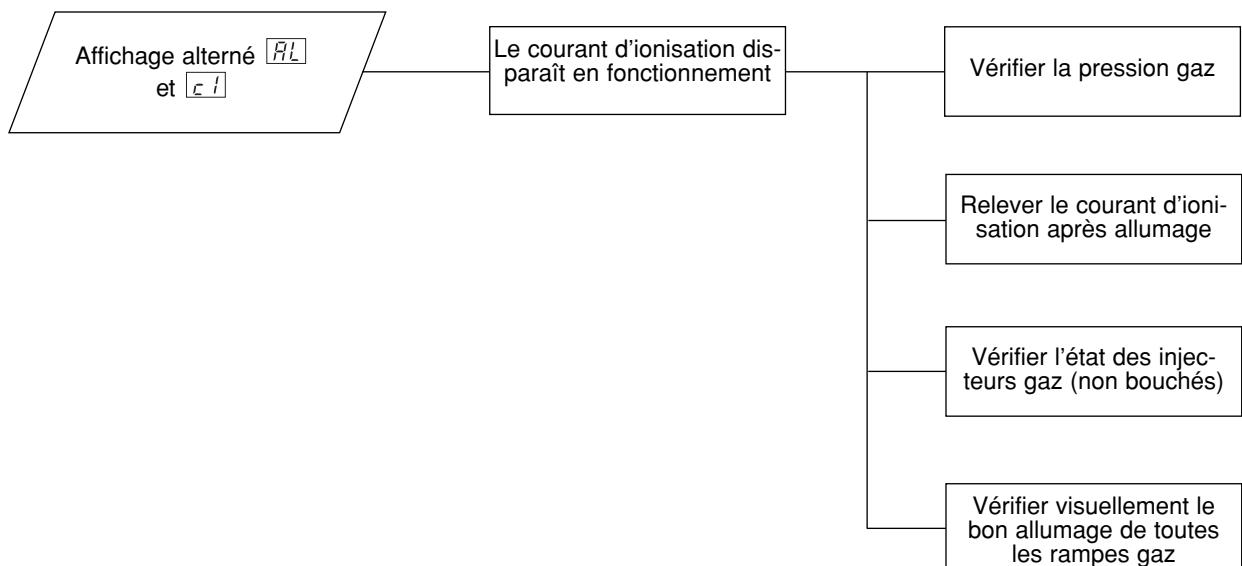 Affichage alterné AL
et c1
Le courant d’ionisation dis-
paraît en fonctionnement
Vérifier la pression gaz
Relever le courant d’ioni-
sation après allumage
Vérifier l’état des injec-
teurs gaz (non bouchés)
Vérifier visuellement le
bon allumage de toutes
les rampes gaz